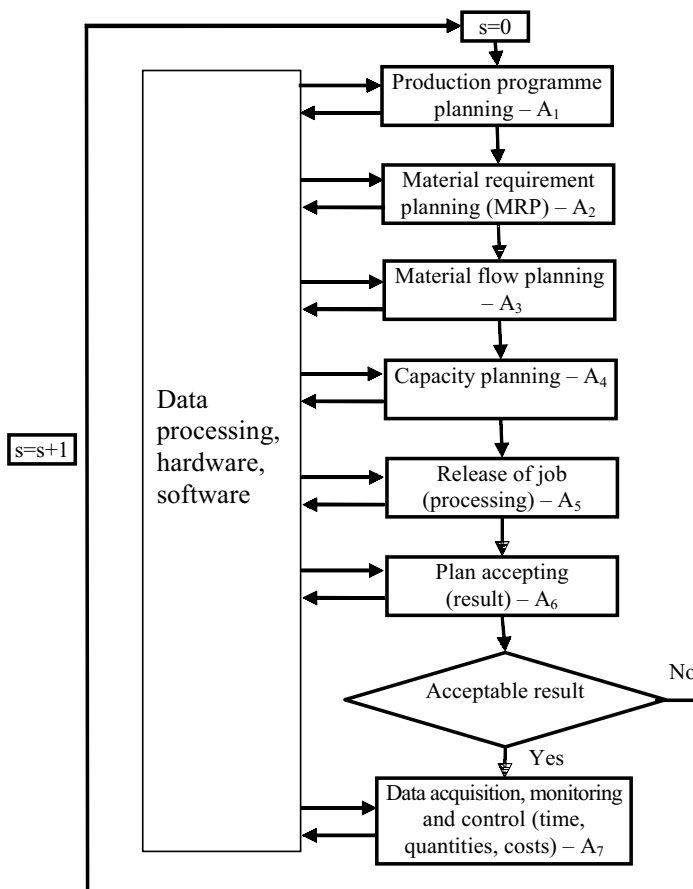 s=0
Production programme
planning – A₁
Material requirement
planning (MRP) – A₂
Material flow planning
– A₃
Capacity planning – A₄
Data
processing,
hardware,
software
s=s+1
Release of job
(processing) – A₅
Plan accepting
(result) – A₆
Acceptable result
No
Yes
Data acquisition, monitoring
and control (time,
quantities, costs) – A₇